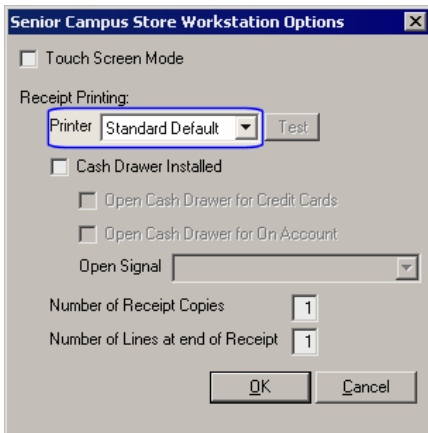 Senior Campus Store Workstation Options
Touch Screen Mode
Receipt Printing:
Printer Standard Default Test
Cash Drawer Installed
Open Cash Drawer for Credit Cards
Open Cash Drawer for On Account
Open Signal
Number of Receipt Copies 1
Number of Lines at end of Receipt 1
OK Cancel